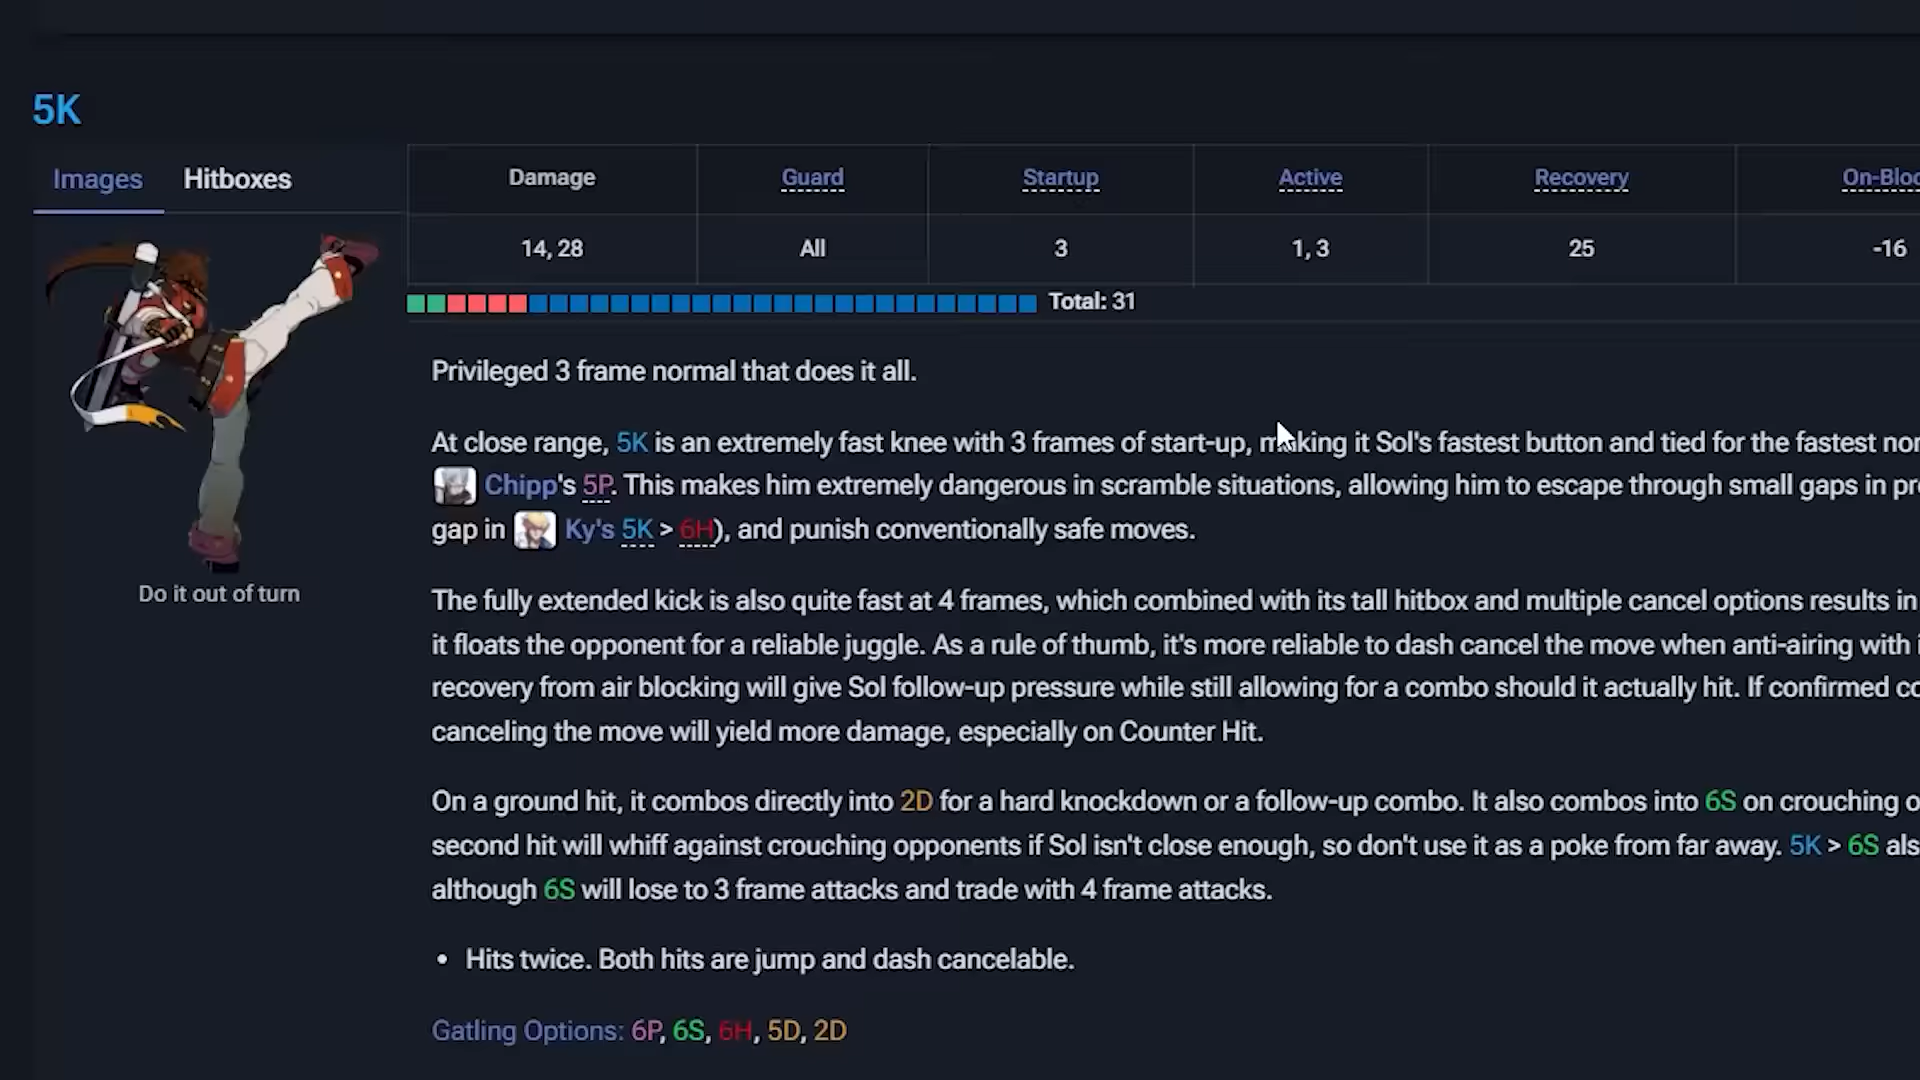 5K
Images Hitboxes
Damage Guard Startup Active Recovery On-Bloc
14, 28 All 3 1, 3 25 -16
Total: 31
Do it out of turn
Privileged 3 frame normal that does it all.
At close range, 5K is an extremely fast knee with 3 frames of start-up, making it Sol's fastest button and tied for the fastest nor
Chipp's 5P. This makes him extremely dangerous in scramble situations, allowing him to escape through small gaps in pre
gap in Ky's 5K > 6H), and punish conventionally safe moves.
The fully extended kick is also quite fast at 4 frames, which combined with its tall hitbox and multiple cancel options results in
it floats the opponent for a reliable juggle. As a rule of thumb, it's more reliable to dash cancel the move when anti-airing with i
recovery from air blocking will give Sol follow-up pressure while still allowing for a combo should it actually hit. If confirmed co
canceling the move will yield more damage, especially on Counter Hit.
On a ground hit, it combos directly into 2D for a hard knockdown or a follow-up combo. It also combos into 6S on crouching o
second hit will whiff against crouching opponents if Sol isn't close enough, so don't use it as a poke from far away. 5K > 6S als
although 6S will lose to 3 frame attacks and trade with 4 frame attacks.
• Hits twice. Both hits are jump and dash cancelable.
Gatling Options: 6P, 6S, 6H, 5D, 2D